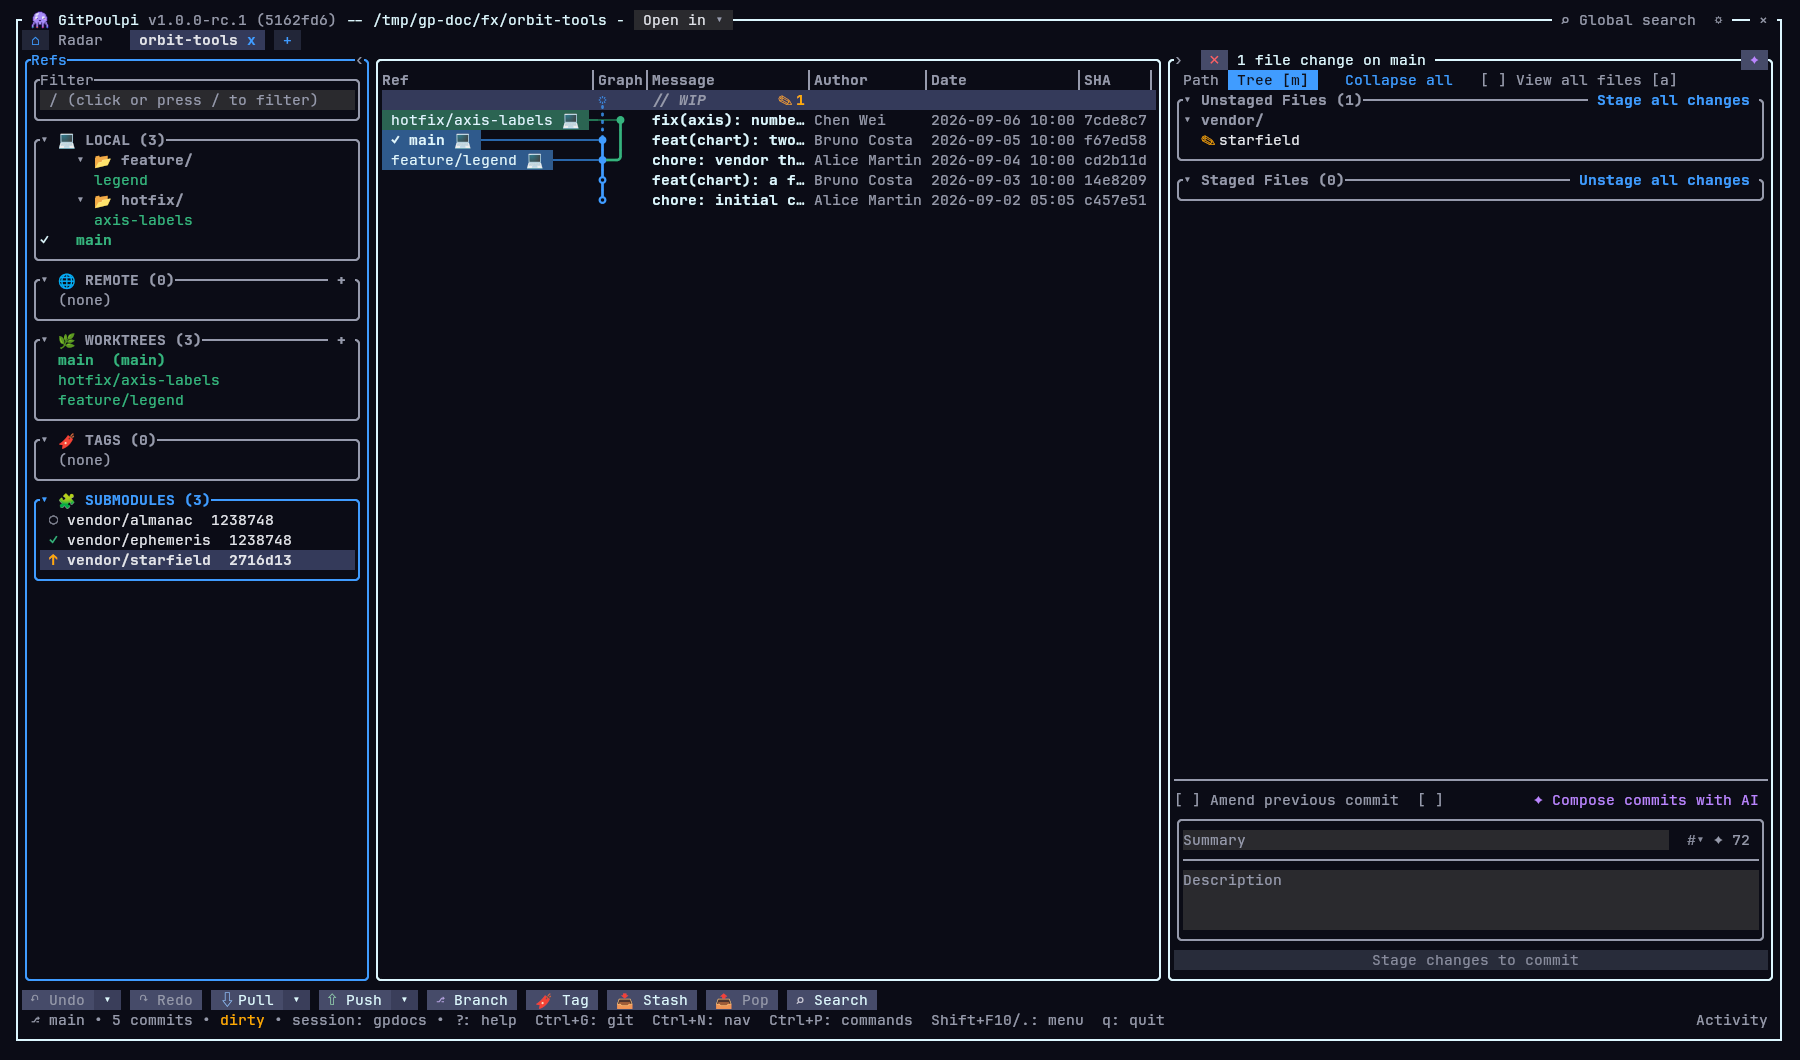 GitPoulpi v1.0.0-rc.1 (5162fd6) –– /tmp/gp-doc/fx/orbit-tools - Open in ▾ ⌕ Global search ⚙ ×
⌂ Radar orbit-tools x +
Refs ‹
Filter
/ (click or press / to filter)
▾ 💻 LOCAL (3)
▾ 📂 feature/
legend
▾ 📂 hotfix/
axis-labels
✓ main
▾ 🌐 REMOTE (0) +
(none)
▾ 🌿 WORKTREES (3) +
main (main)
hotfix/axis-labels
feature/legend
▾ TAGS (0)
(none)
▾ 🧩 SUBMODULES (3)
vendor/almanac 1238748
✓ vendor/ephemeris 1238748
↑ vendor/starfield 2716d13
Ref Graph Message Author Date SHA
// WIP ✎ 1
hotfix/axis-labels 💻 fix(axis): numbe… Chen Wei 2026-09-06 10:00 7cde8c7
✓ main 💻 feat(chart): two… Bruno Costa 2026-09-05 10:00 f67ed58
feature/legend 💻 chore: vendor th… Alice Martin 2026-09-04 10:00 cd2b11d
feat(chart): a f… Bruno Costa 2026-09-03 10:00 14e8209
chore: initial c… Alice Martin 2026-09-02 05:05 c457e51
› ✕ 1 file change on main ✦
Path Tree [m] Collapse all [ ] View all files [a]
▾ Unstaged Files (1) Stage all changes
▾ vendor/
✎ starfield
▾ Staged Files (0) Unstage all changes
[ ] Amend previous commit [ ] ✦ Compose commits with AI
Summary #▾ ✦ 72
Description
Stage changes to commit
↶ Undo ▾ ↷ Redo ⇩ Pull ▾ ⇧ Push ▾ ⎇ Branch Tag 📥 Stash 📤 Pop ⌕ Search
⎇ main • 5 commits • dirty • session: gpdocs • ?: help Ctrl+G: git Ctrl+N: nav Ctrl+P: commands Shift+F10/.: menu q: quit Activity